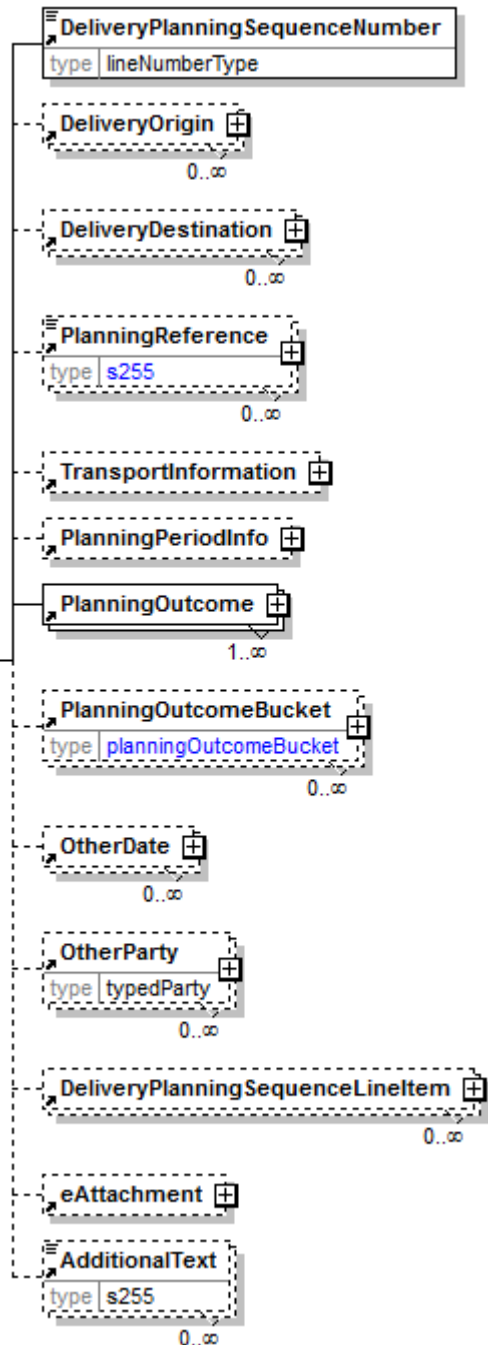 DeliveryPlanningSequenceNumber
type lineNumberType
DeliveryOrigin
0..∞
DeliveryDestination
0..∞
PlanningReference
type s255
0..∞
TransportInformation
PlanningPeriodInfo
PlanningOutcome
1..∞
PlanningOutcomeBucket
type planningOutcomeBucket
0..∞
OtherDate
0..∞
OtherParty
type typedParty
0..∞
DeliveryPlanningSequenceLineItem
0..∞
eAttachment
AdditionalText
type s255
0..∞